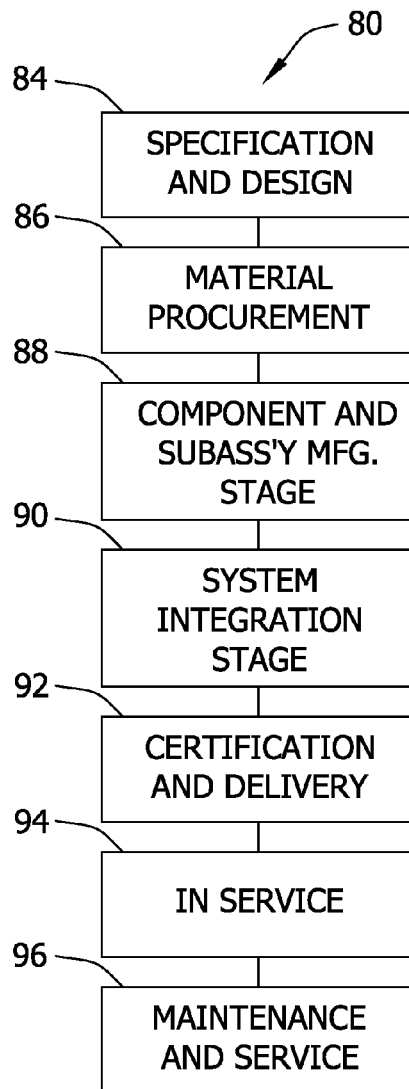 80
84
SPECIFICATION
AND DESIGN
86
MATERIAL
PROCUREMENT
88
COMPONENT AND
SUBASS'Y MFG.
STAGE
90
SYSTEM
INTEGRATION
STAGE
92
CERTIFICATION
AND DELIVERY
94
IN SERVICE
96
MAINTENANCE
AND SERVICE